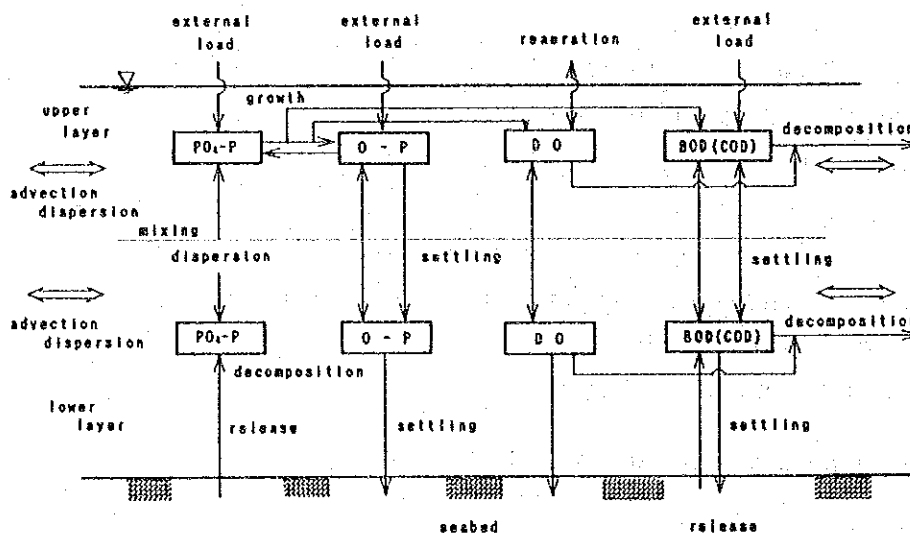 external load
external load
reaeration
external load
growth
upper layer
PO₄-P
O - P
D O
BOD(COD)
decomposition
advection dispersion
mixing
dispersion
settling
settling
advection dispersion
PO₄-P
O - P
D O
BOD(COD)
decomposition
decomposition
lower layer
release
settling
settling
seabed
release